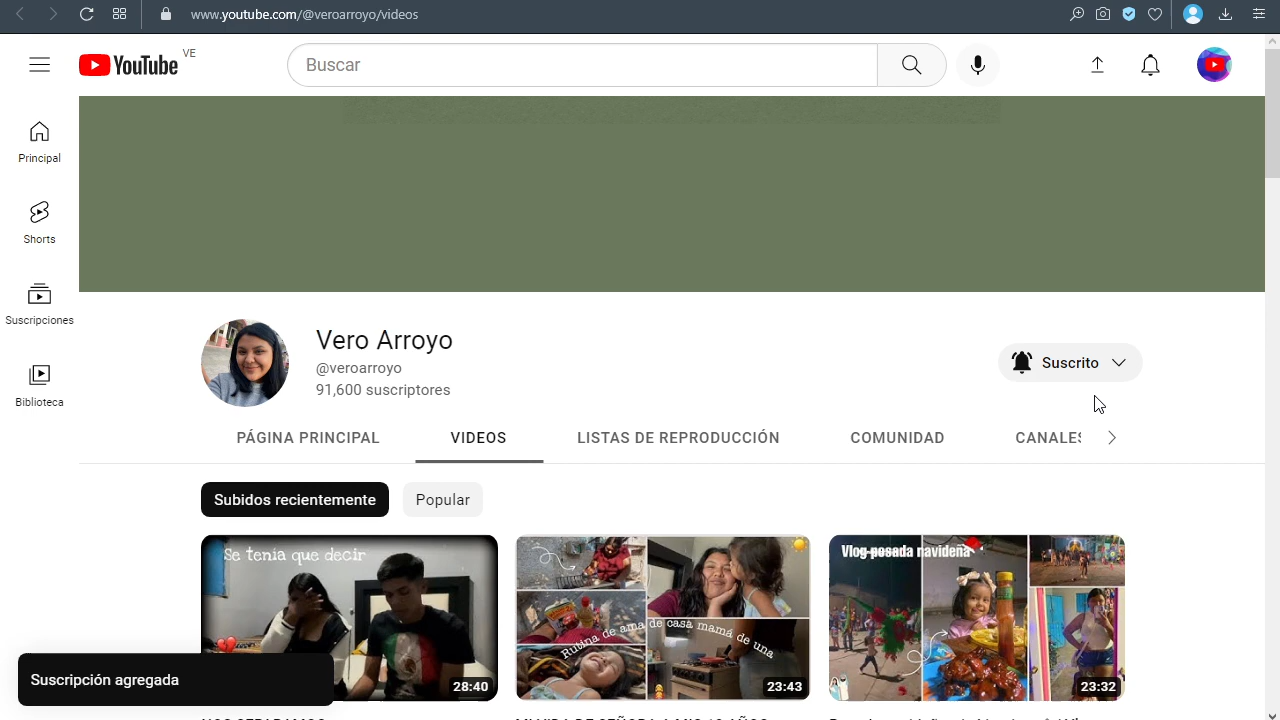 www.youtube.com/@veroarroyo/videos
YouTube VE
Buscar
Principal
Shorts
Suscripciones
Biblioteca
Vero Arroyo
@veroarroyo
91,600 suscriptores
Suscrito
PÁGINA PRINCIPAL
VIDEOS
LISTAS DE REPRODUCCIÓN
COMUNIDAD
CANALES
Subidos recientemente
Popular
Se tenia que decir
28:40
Rutina de ama de casa mamá de una
23:43
Vlog posada navideña
23:32
Suscripción agregada